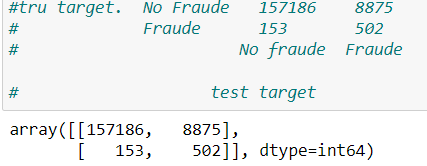 #tru target. No Fraude 157186 8875
# Fraude 153 502
# No fraude Fraude
# test target
array([[157186, 8875],
[ 153, 502]], dtype=int64)